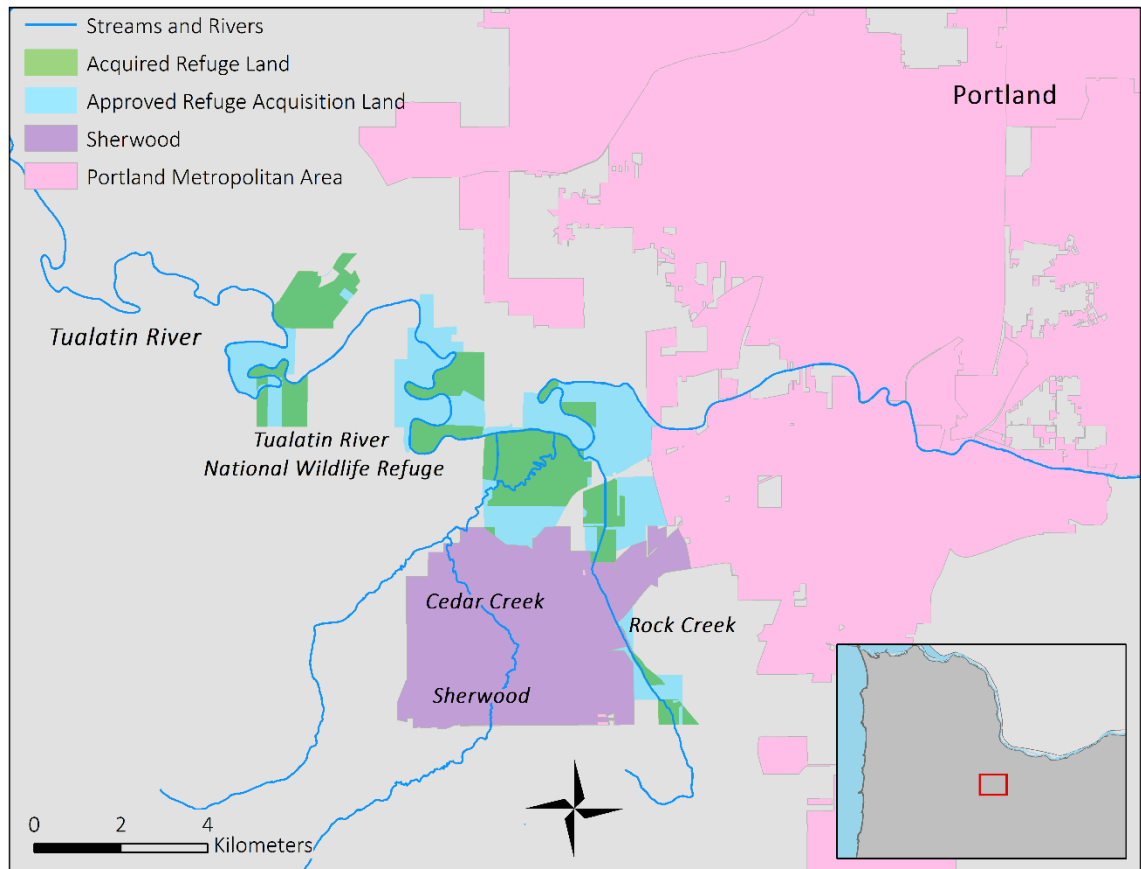 Streams and Rivers
Acquired Refuge Land
Approved Refuge Acquisition Land
Sherwood
Portland Metropolitan Area
Portland
Tualatin River
Tualatin River
National Wildlife Refuge
Cedar Creek
Rock Creek
Sherwood
0 2 4
Kilometers